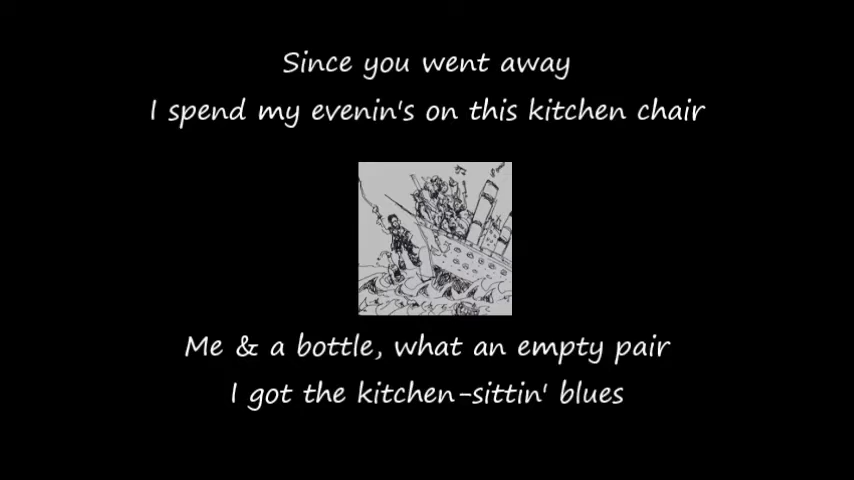 Since you went away
I spend my evenin's on this kitchen chair
Me & a bottle, what an empty pair
I got the kitchen-sittin' blues